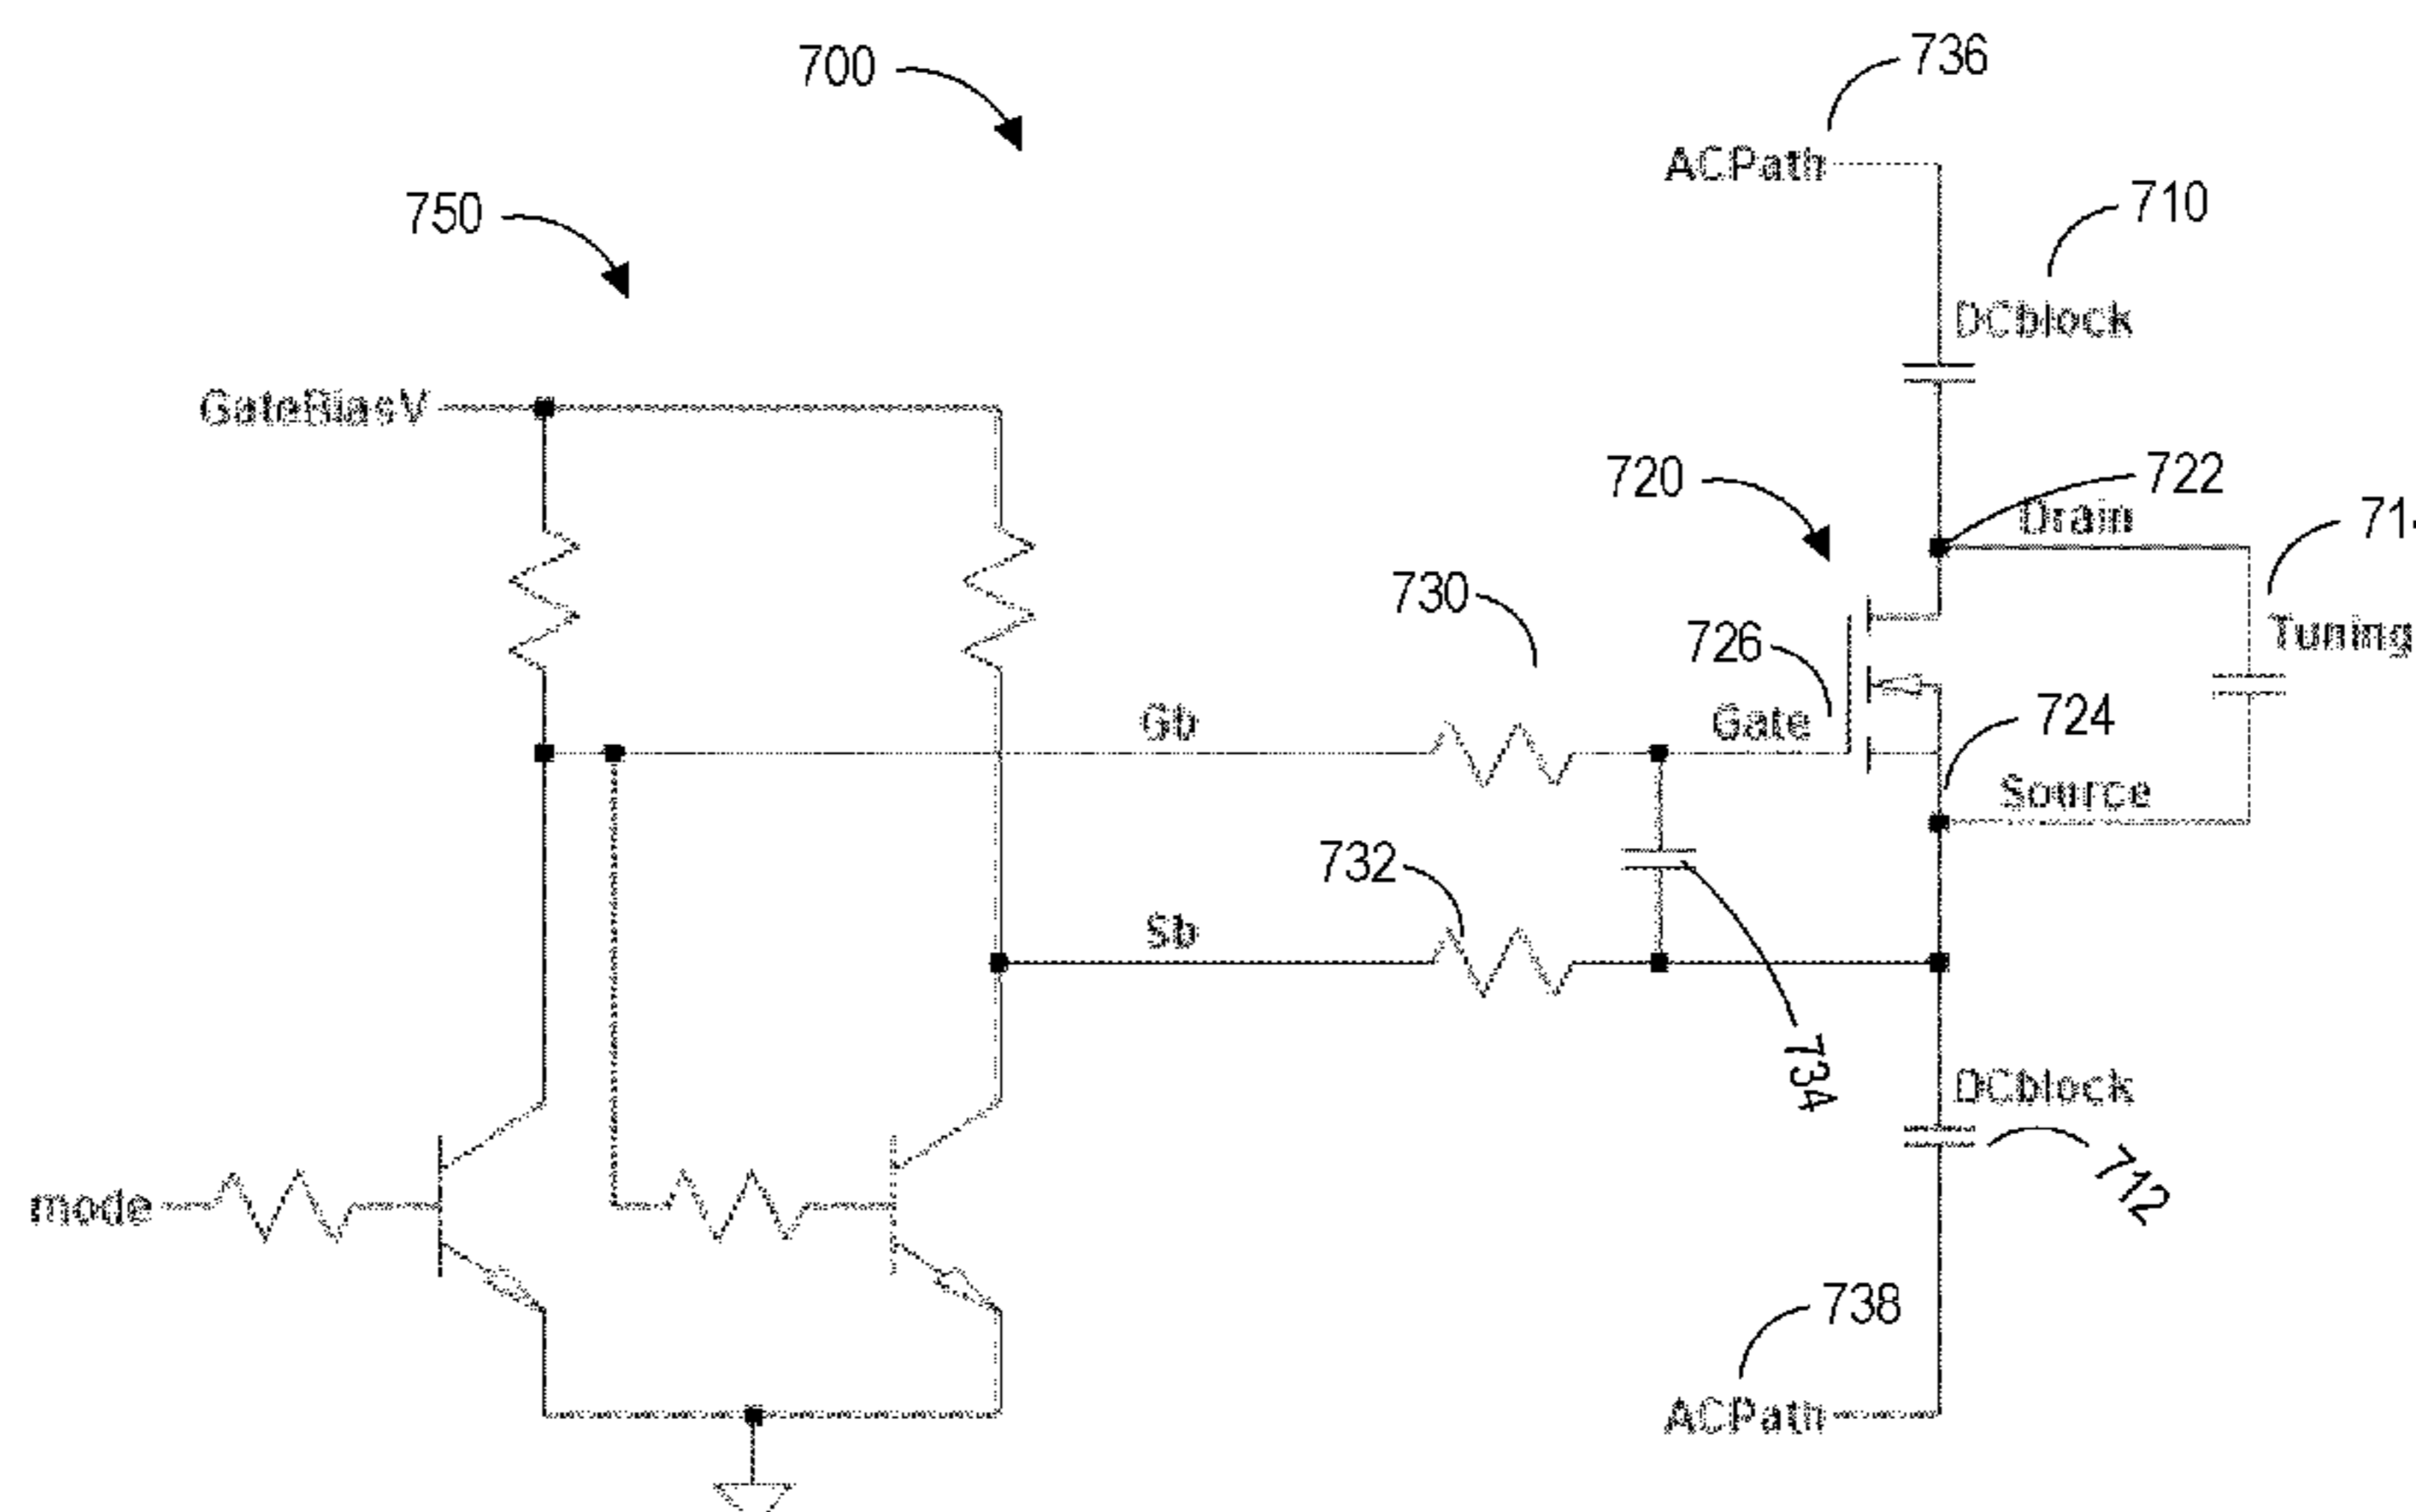 700
736
ACPath
710
750
DCblock
GateBiasV
722
720
Drain
730
726
Tuning
Gb
Gate
724
Source
732
Sb
734
DCblock
712
mode
738
ACPath